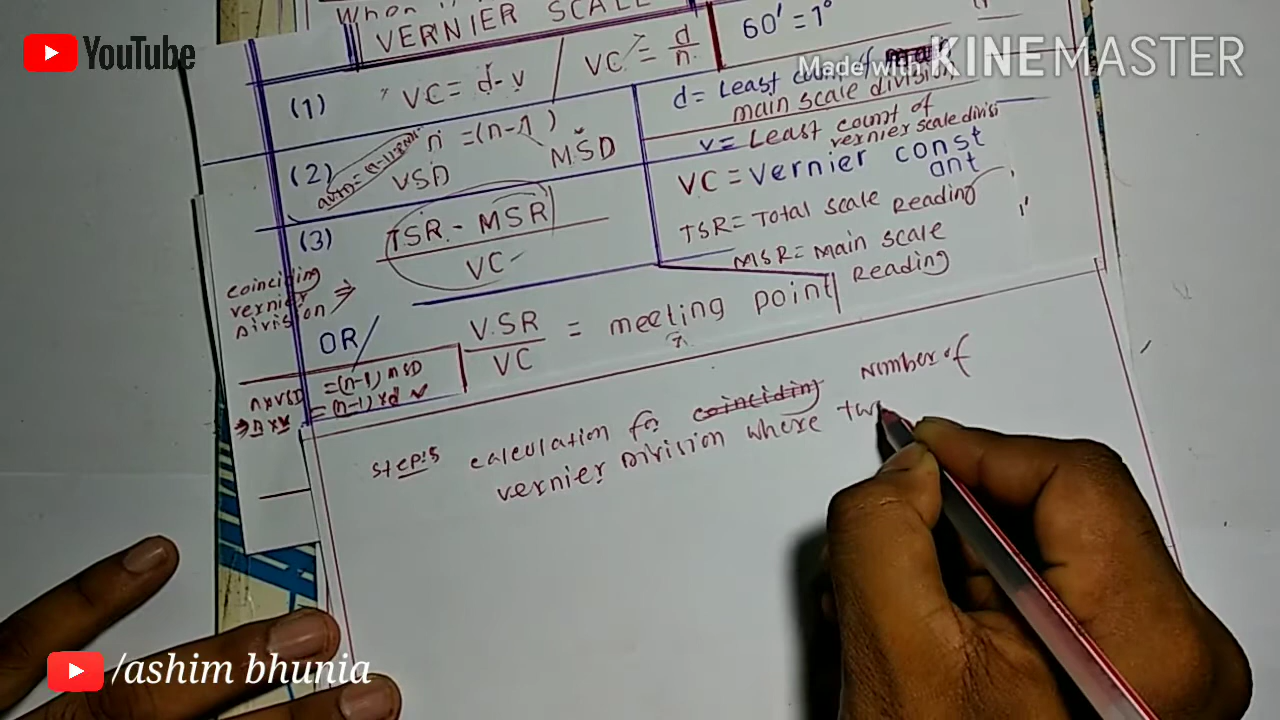 YouTube
VERNIER SCALE
60' = 1°
Made with KINEMASTER
(1) VC = d-v / VC = d/n
d = Least count of
main scale division
(2) n = (n-1)
VSD MSD
v = Least count of
vernier scale divisi
VC = Vernier const
ant
(3) TSR - MSR
VC
TSR = Total scale Reading
MSR = Main scale
Reading
coinciding
vernier
Division ⇒
OR/ V.SR/VC = meeting point
n×VSD = (n-1) MSD
⇒ n×v = (n-1)×d
Step:5 calculation for coinciding Number of
vernier Division where tw
/ashim bhunia